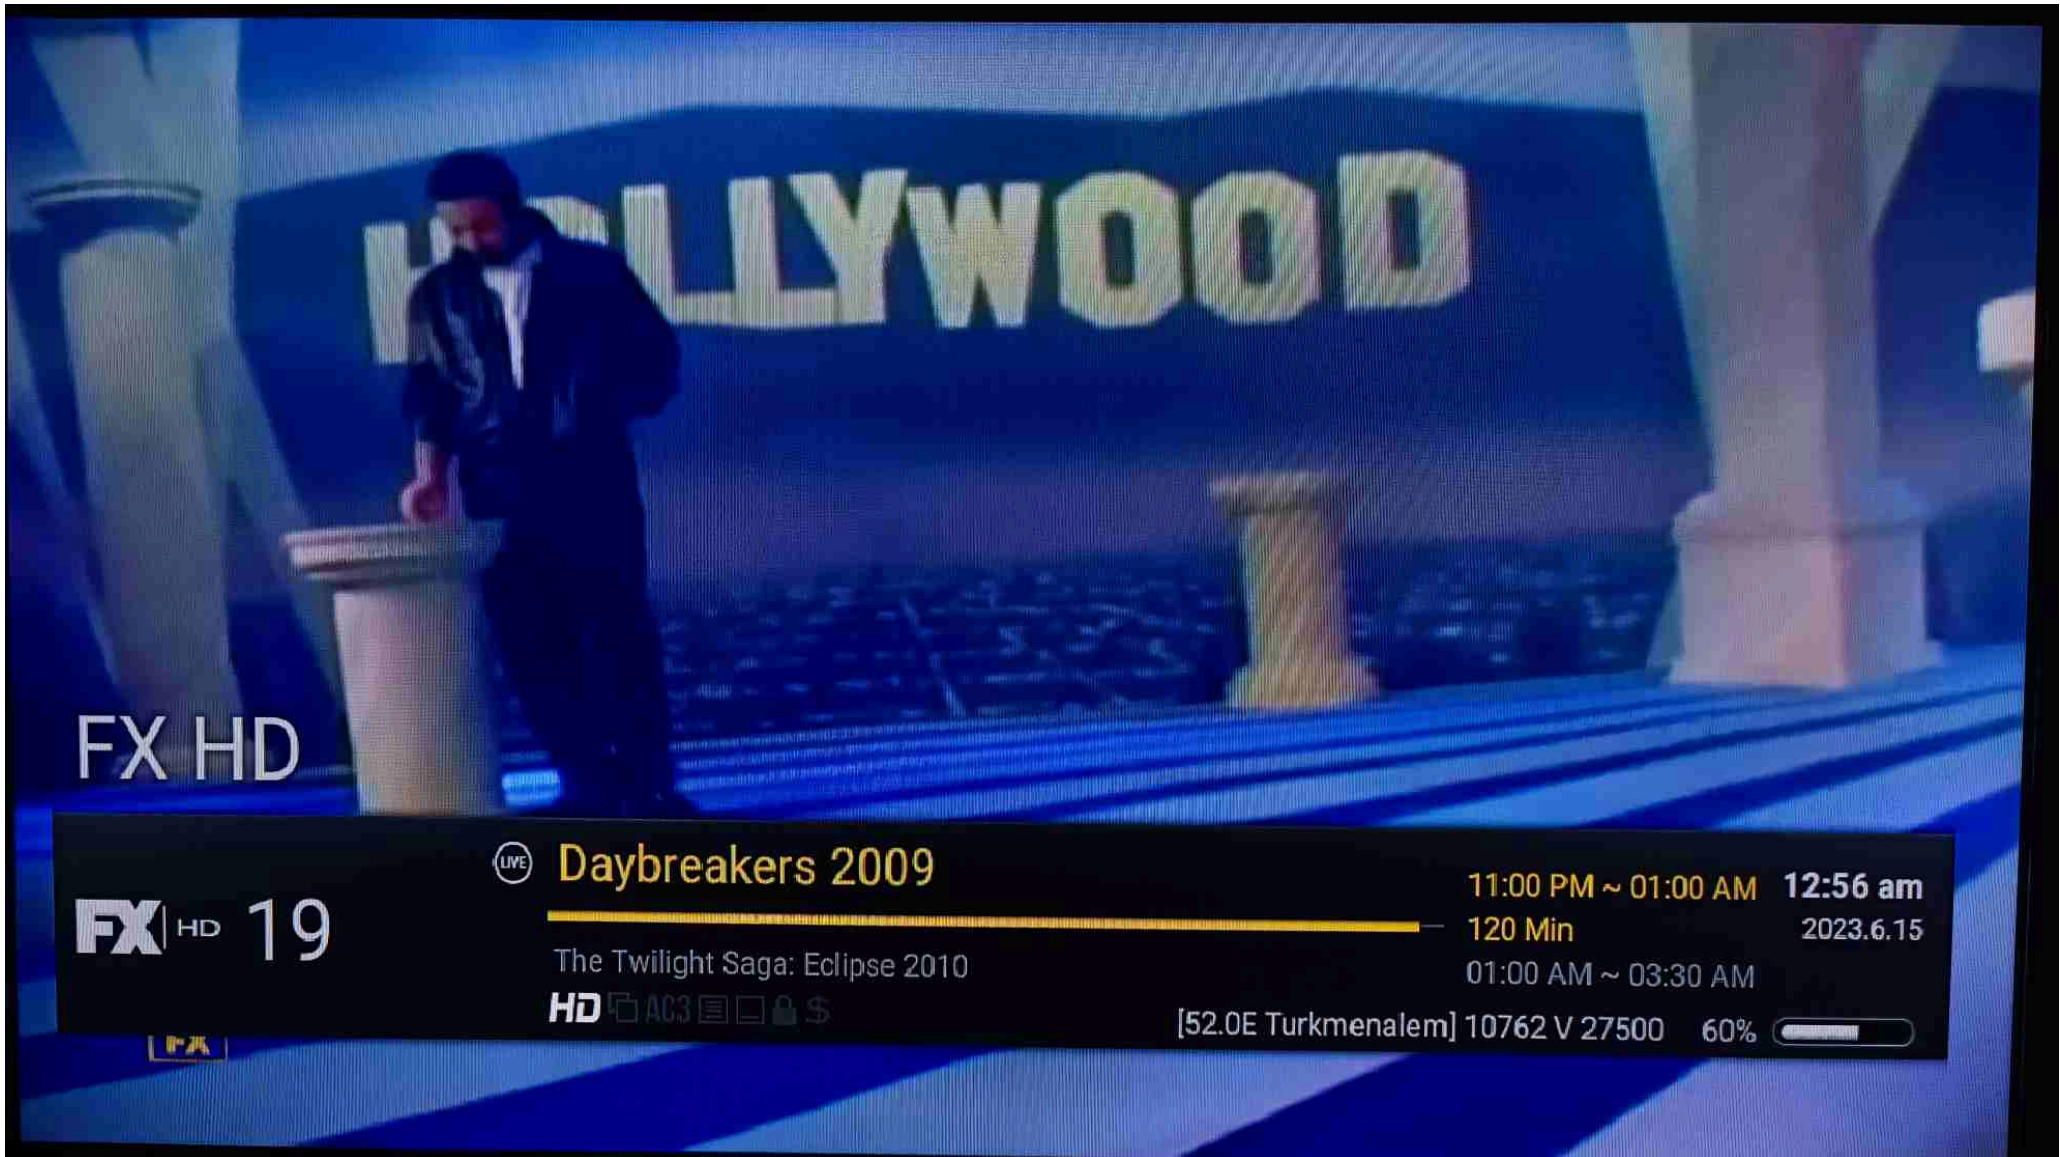 HOLLYWOOD
FX HD
FX HD 19
LIVE Daybreakers 2009
11:00 PM ~ 01:00 AM 12:56 am
120 Min 2023.6.15
The Twilight Saga: Eclipse 2010
01:00 AM ~ 03:30 AM
HD AC3 $
[52.0E Turkmenalem] 10762 V 27500 60%
FX